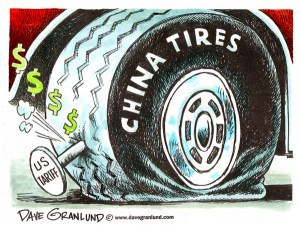 CHINA TIRES
$
$
$
$
U.S.
TARIFF
DAVE GRANLUND © www.davegranlund.com